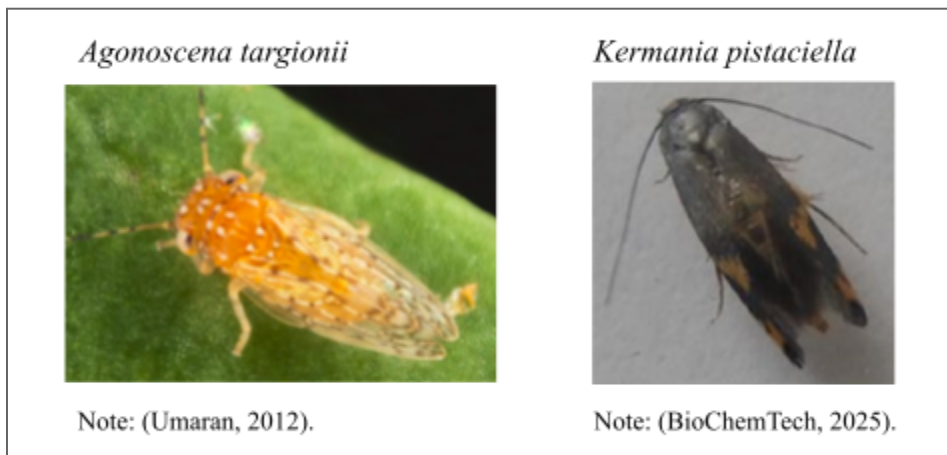 Agonoscena targionii
Kermania pistaciella
Note: (Umaran, 2012).
Note: (BioChemTech, 2025).